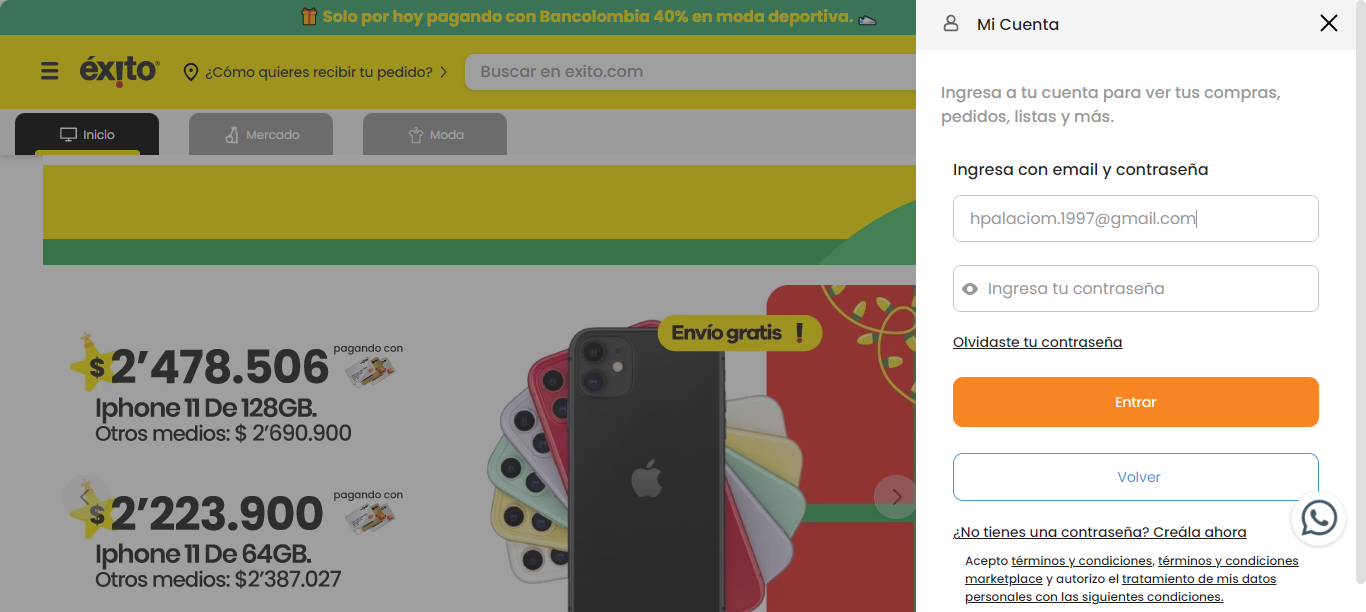 Solo por hoy pagando con Bancolombia 40% en moda deportiva.
éxito
¿Cómo quieres recibir tu pedido?
Buscar en exito.com
Inicio
Mercado
Moda
$2’478.506
pagando con
Iphone 11 De 128GB.
Otros medios: $ 2’690.900
$2’223.900
pagando con
Iphone 11 De 64GB.
Otros medios: $2’387.027
Envío gratis !
Mi Cuenta
Ingresa a tu cuenta para ver tus compras,
pedidos, listas y más.
Ingresa con email y contraseña
hpalaciom.1997@gmail.com
Ingresa tu contraseña
Olvidaste tu contraseña
Entrar
Volver
¿No tienes una contraseña? Creála ahora
Acepto términos y condiciones, términos y condiciones
marketplace y autorizo el tratamiento de mis datos
personales con las siguientes condiciones.